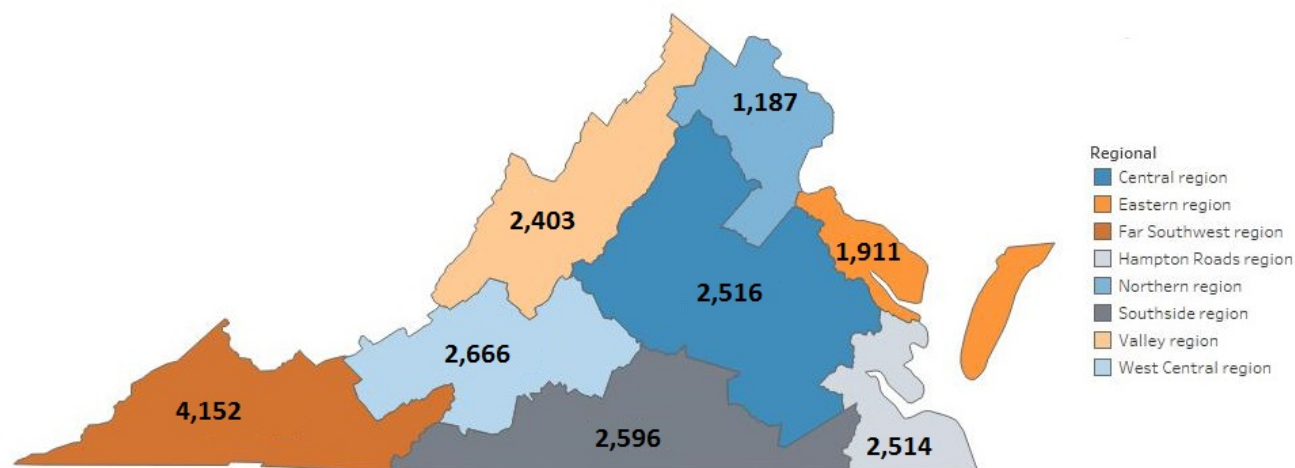 1,187
Regional
Central region
Eastern region
Far Southwest region
Hampton Roads region
Northern region
Southside region
Valley region
West Central region
2,403
1,911
2,516
2,666
4,152
2,596
2,514